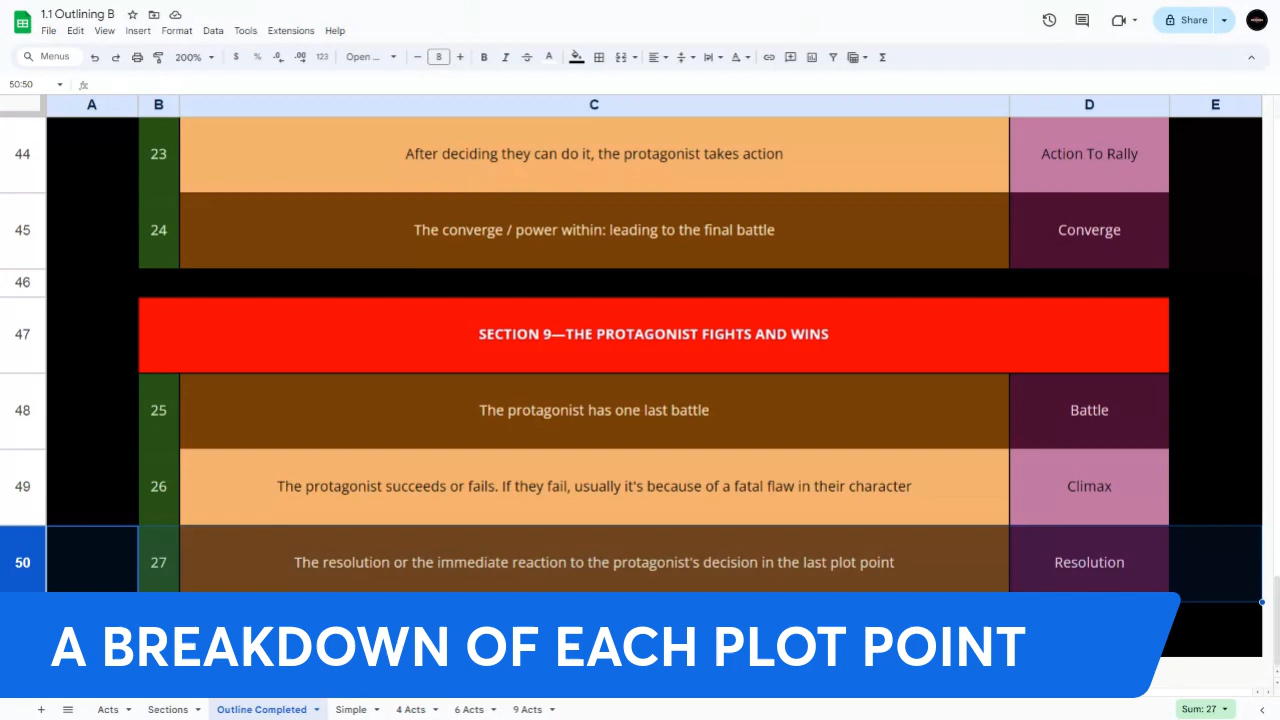 1.1 Outlining B
File Edit View Insert Format Data Tools Extensions Help
Share
Menus 200% $ % .0 .00 123 Open ... − 8 + B I A Σ
50:50 fx
A B C D E
44 23 After deciding they can do it, the protagonist takes action Action To Rally
45 24 The converge / power within: leading to the final battle Converge
46
47 SECTION 9—THE PROTAGONIST FIGHTS AND WINS
48 25 The protagonist has one last battle Battle
49 26 The protagonist succeeds or fails. If they fail, usually it's because of a fatal flaw in their character Climax
50 27 The resolution or the immediate reaction to the protagonist's decision in the last plot point Resolution
A BREAKDOWN OF EACH PLOT POINT
+ Acts Sections Outline Completed Simple 4 Acts 6 Acts 9 Acts Sum: 27